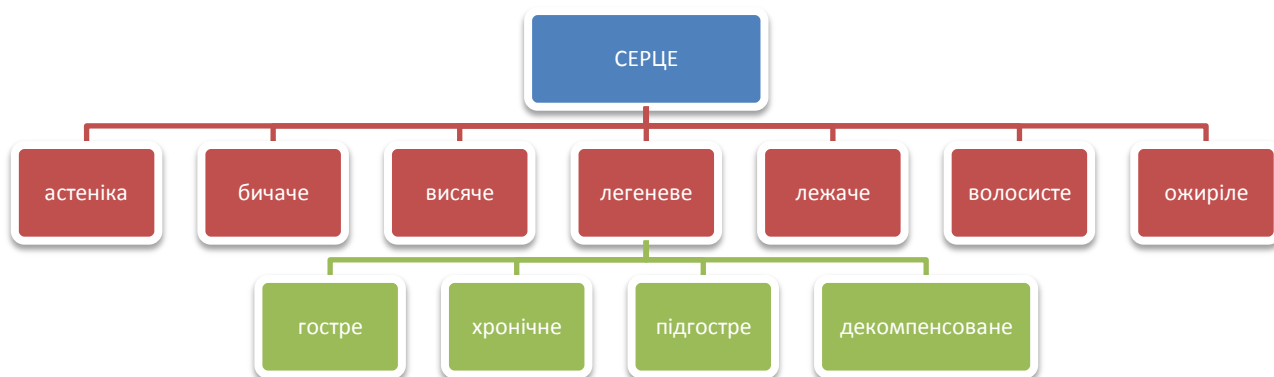 СЕРЦЕ
астеніка
бичаче
висяче
легеневе
лежаче
волосисте
ожиріле
гостре
хронічне
підгостре
декомпенсоване